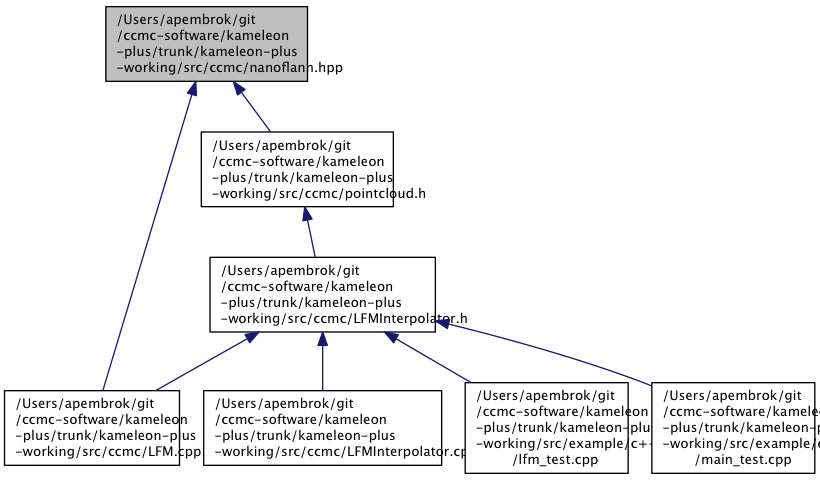 /Users/apembrok/git
/ccmc-software/kameleon
-plus/trunk/kameleon-plus
-working/src/ccmc/nanoflann.hpp
/Users/apembrok/git
/ccmc-software/kameleon
-plus/trunk/kameleon-plus
-working/src/ccmc/pointcloud.h
/Users/apembrok/git
/ccmc-software/kameleon
-plus/trunk/kameleon-plus
-working/src/ccmc/LFMInterpolator.h
/Users/apembrok/git
/ccmc-software/kameleon
-plus/trunk/kameleon-plus
-working/src/ccmc/LFM.cpp
/Users/apembrok/git
/ccmc-software/kameleon
-plus/trunk/kameleon-plus
-working/src/ccmc/LFMInterpolator.cp
/Users/apembrok/git
/ccmc-software/kameleon
-plus/trunk/kameleon-plu
-working/src/example/c+
/lfm_test.cpp
/Users/apembrok/git
/ccmc-software/kamele
-plus/trunk/kameleon-p
-working/src/example/
/main_test.cpp